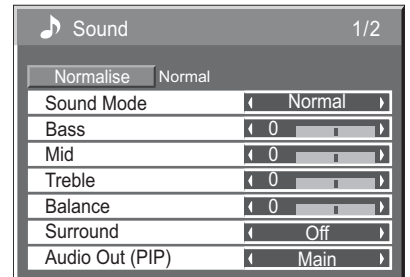 Sound 1/2
Normalise Normal
Sound Mode Normal
Bass 0
Mid 0
Treble 0
Balance 0
Surround Off
Audio Out (PIP) Main